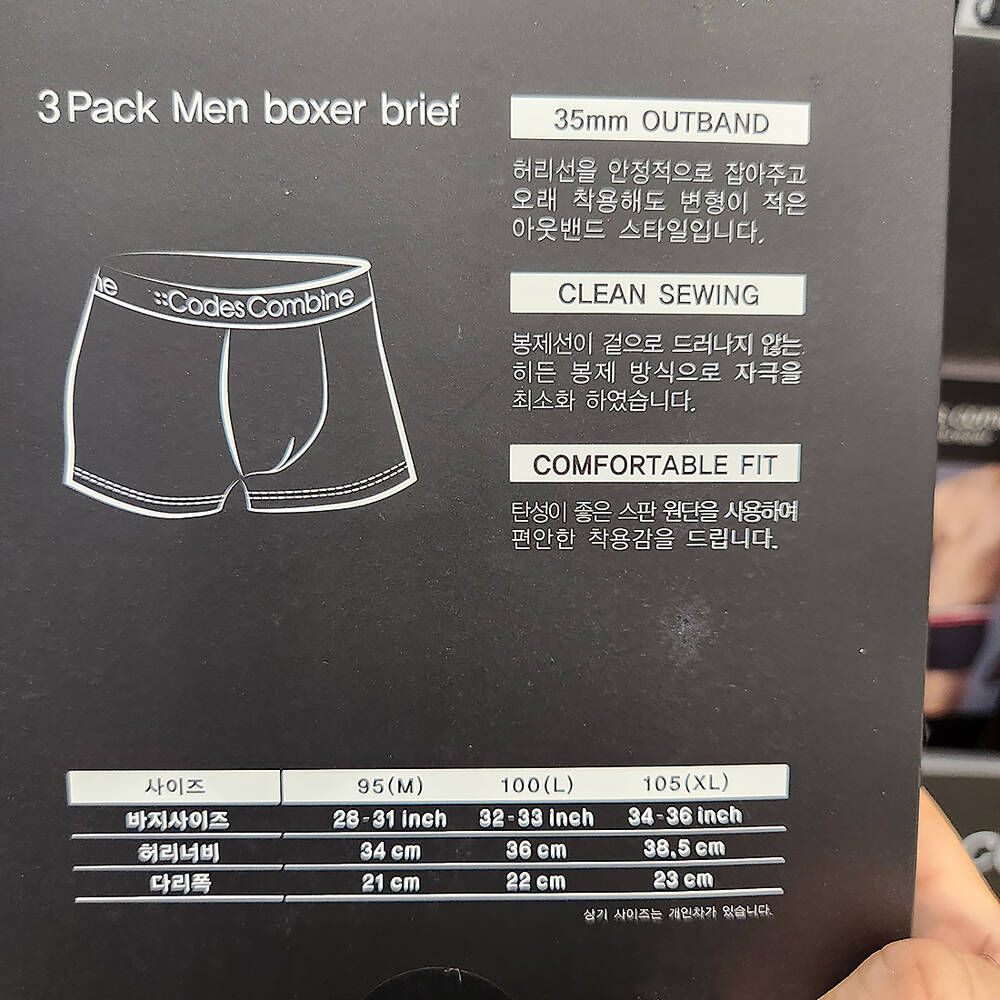 3 Pack Men boxer brief
ne ::CodesCombine
35mm OUTBAND
허리선을 안정적으로 잡아주고
오래 착용해도 변형이 적은
아웃밴드 스타일입니다.
CLEAN SEWING
봉제선이 겉으로 드러나지 않는
히든 봉제 방식으로 자극을
최소화 하였습니다.
COMFORTABLE FIT
탄성이 좋은 스판 원단을 사용하여
편안한 착용감을 드립니다.
사이즈 95(M) 100(L) 105(XL)
바지사이즈 28-31 inch 32-33 inch 34-36 inch
허리너비 34 cm 36 cm 38.5 cm
다리폭 21 cm 22 cm 23 cm
상기 사이즈는 개인차가 있습니다.